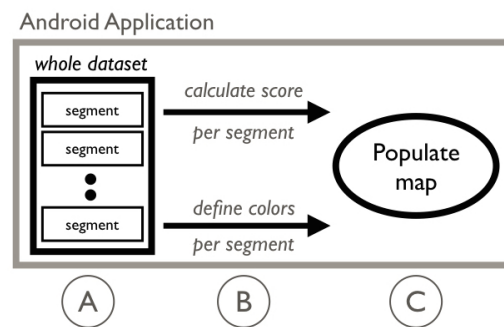 Android Application
whole dataset
segment
segment
segment
calculate score
per segment
define colors
per segment
Populate
map
A
B
C